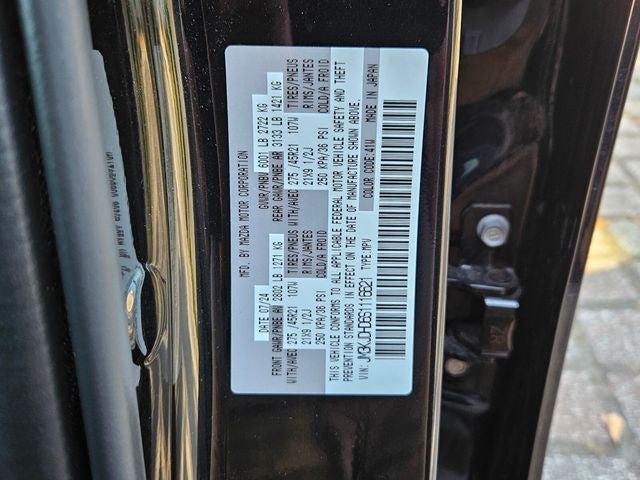 MFD. BY MAZDA MOTOR CORPORATION
DATE 07/24 GVWR/PNBV 6001 LB 2722 KG
FRONT GAWR/PNBE AV 2802 LB 1271 KG REAR GAWR/PNBE AR 3133 LB 1421 KG
WITH/AVEC 275 /45R21 107W TIRES/PNEUS WITH/AVEC 275 /45R21 107W TIRES/PNEUS
21X9 1/2J RIMS/JANTES 21X9 1/2J RIMS/JANTES
250 KPA/36 PSI COLD/A FROID 250 KPA/36 PSI COLD/A FROID
THIS VEHICLE CONFORMS TO ALL APPLICABLE FEDERAL MOTOR VEHICLE SAFETY AND THEFT
PREVENTION STANDARDS IN EFFECT ON THE DATE OF MANUFACTURE SHOWN ABOVE.
VIN: JM3KJDHD6S1116621 TYPE: MPV COLOR CODE: 41W MADE IN JAPAN